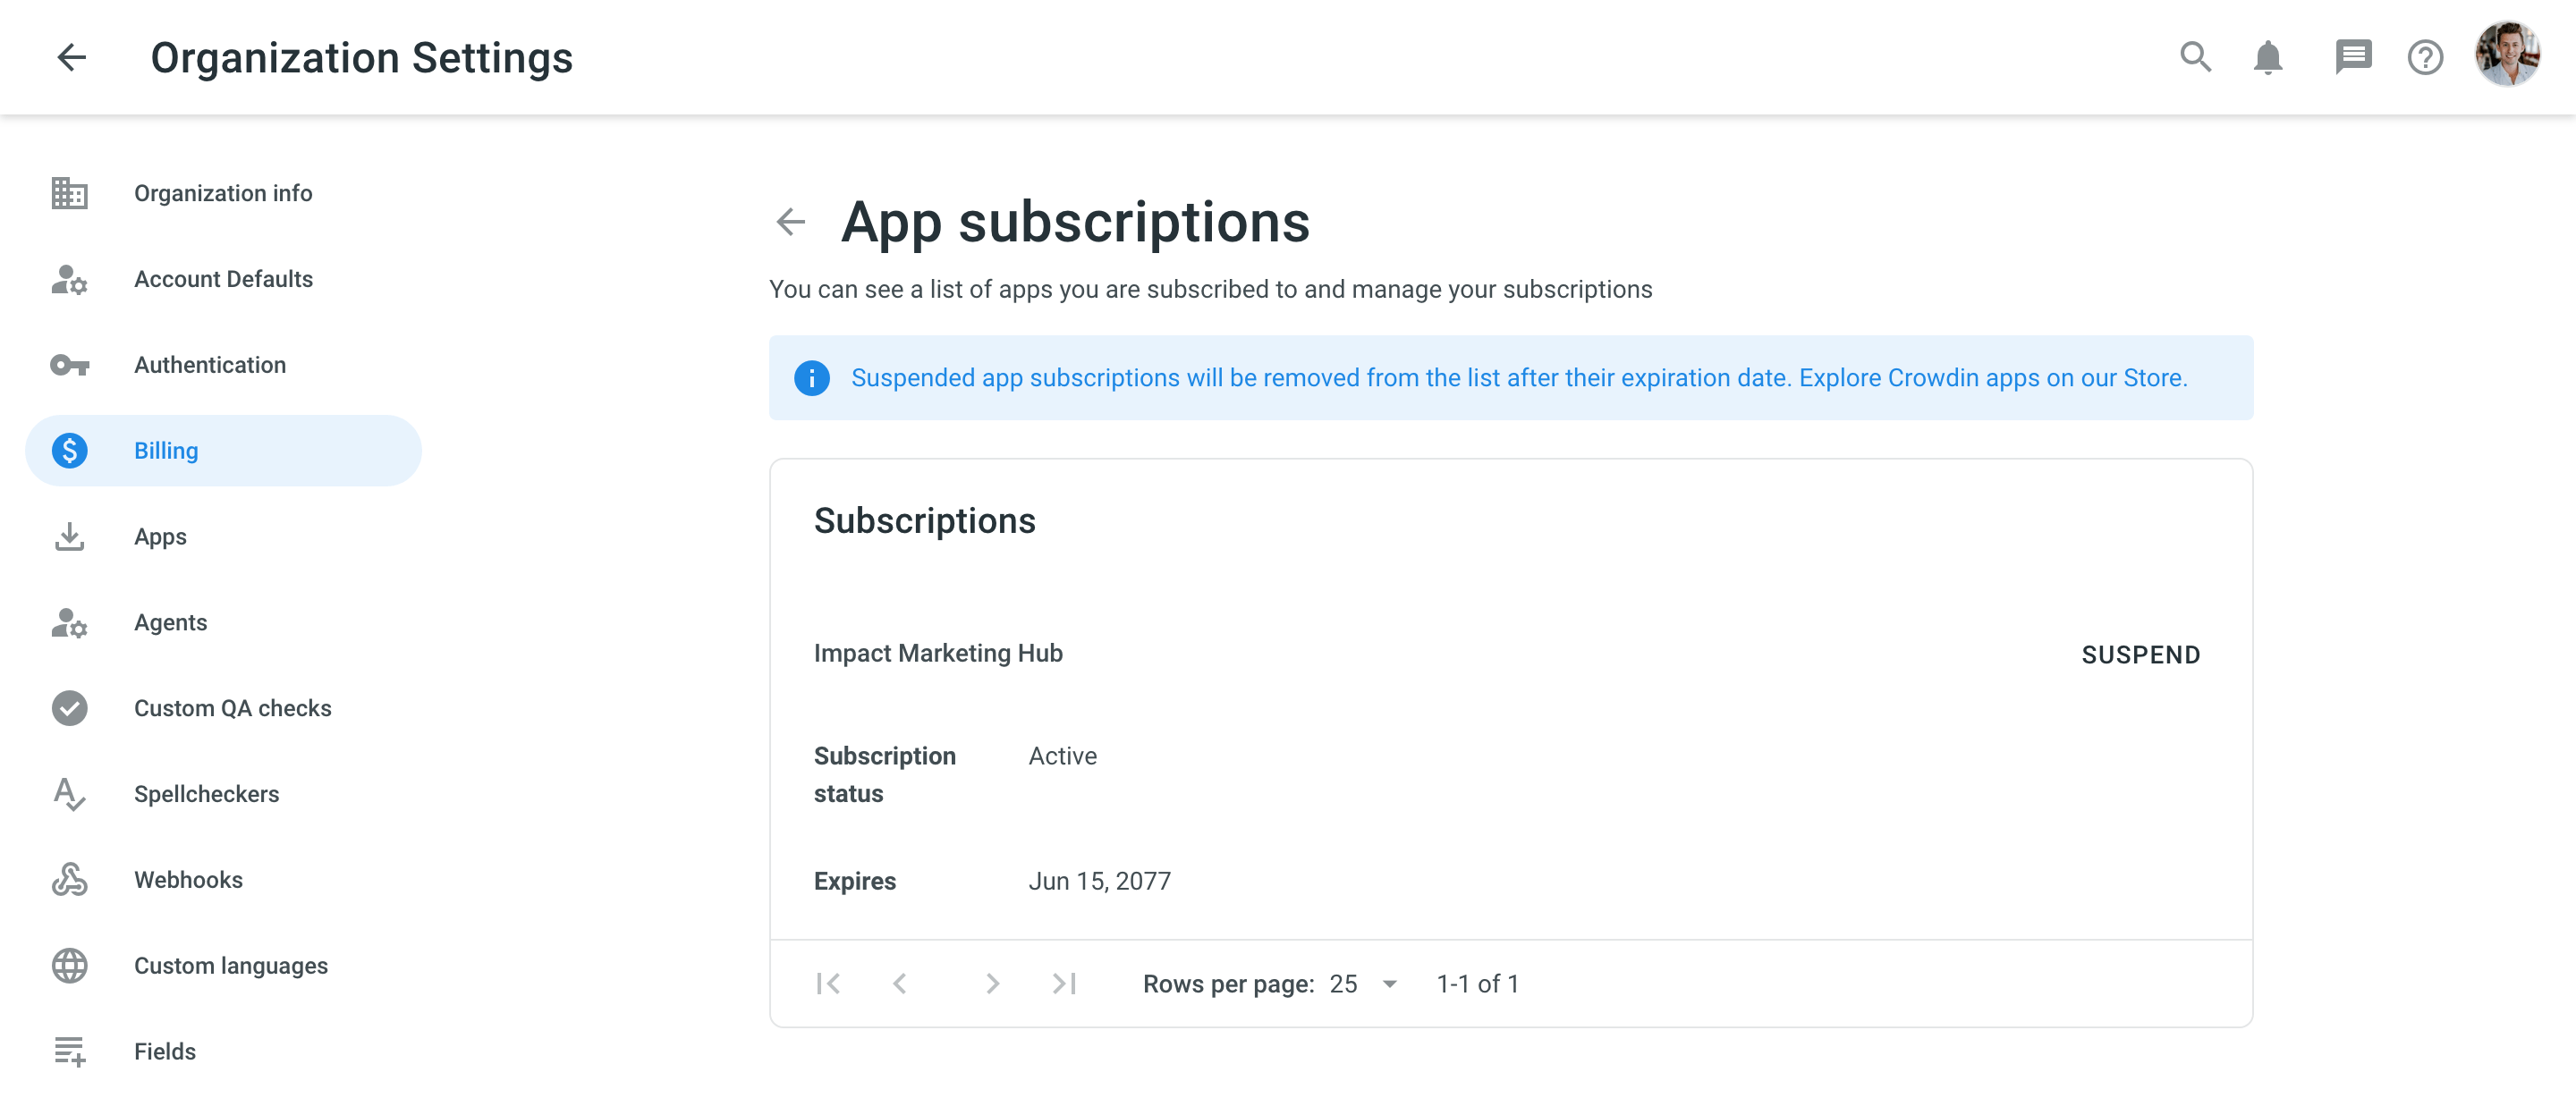 Organization Settings
Organization info
Account Defaults
Authentication
Billing
Apps
Agents
Custom QA checks
Spellcheckers
Webhooks
Custom languages
Fields
App subscriptions
You can see a list of apps you are subscribed to and manage your subscriptions
Suspended app subscriptions will be removed from the list after their expiration date. Explore Crowdin apps on our Store.
Subscriptions
Impact Marketing Hub
SUSPEND
Subscription
status
Active
Expires
Jun 15, 2077
Rows per page: 25
1-1 of 1